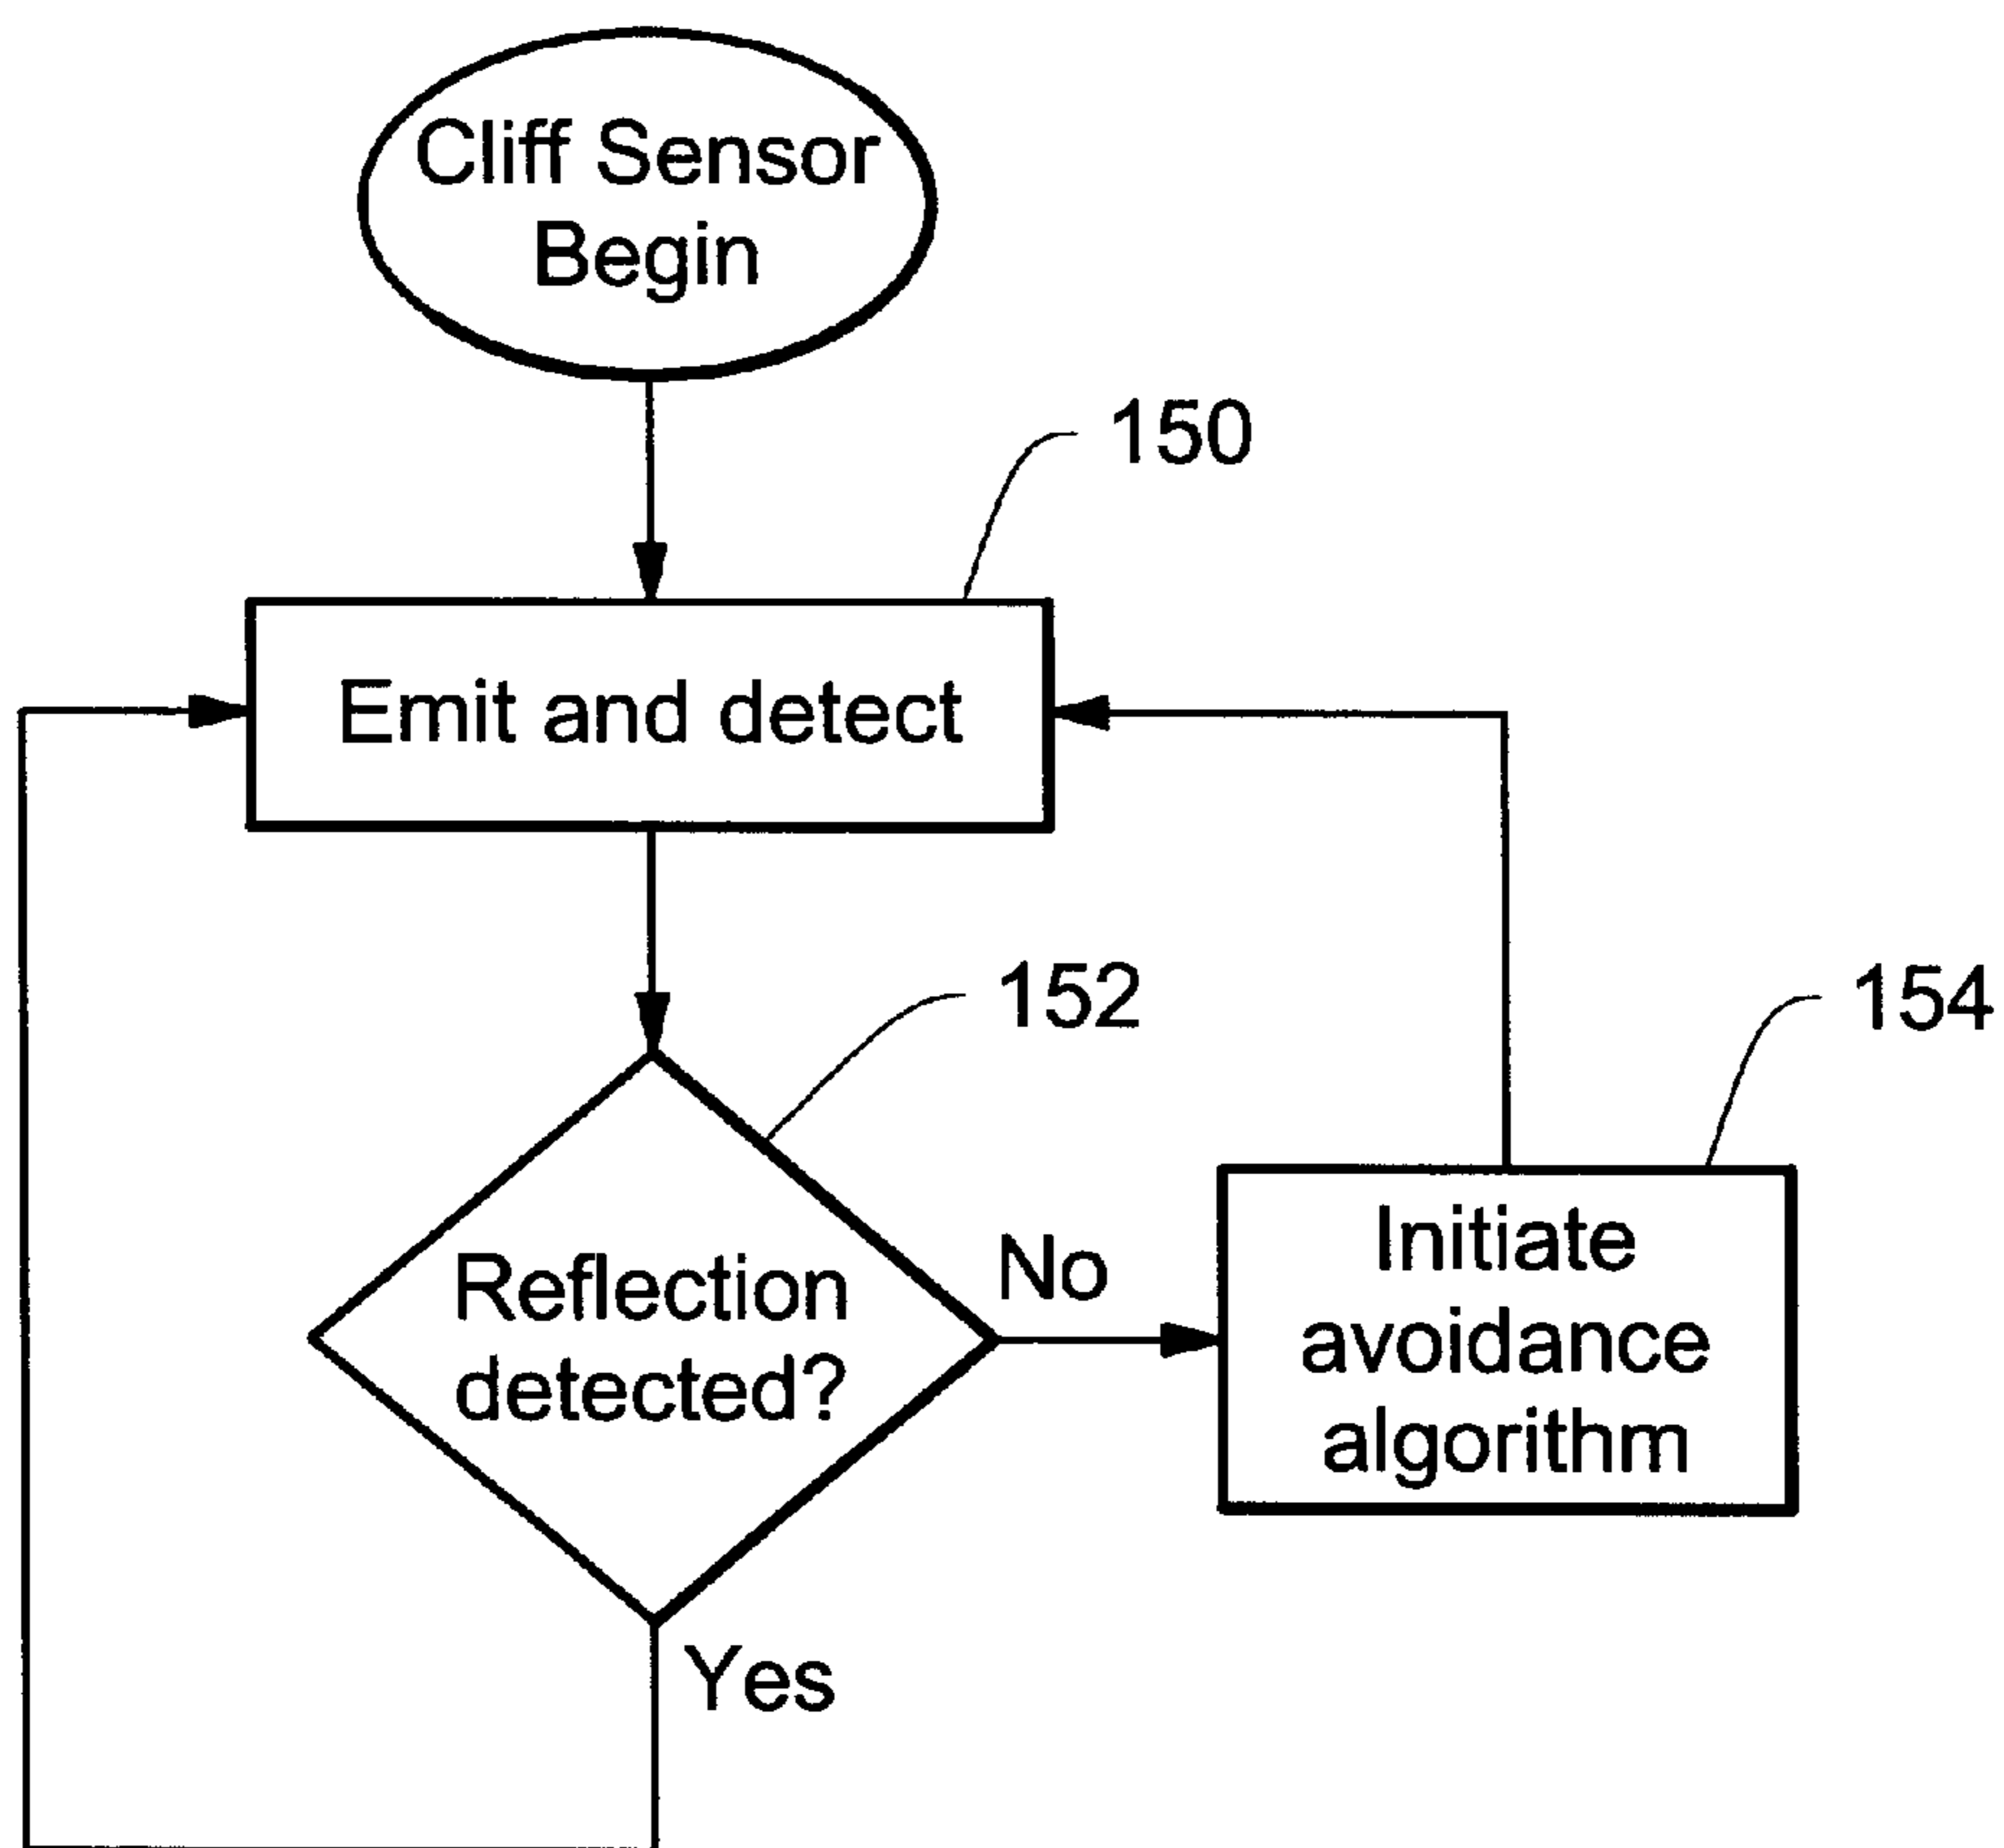 Cliff Sensor
Begin
150
Emit and detect
152
154
Reflection
detected?
No
Initiate
avoidance
algorithm
Yes